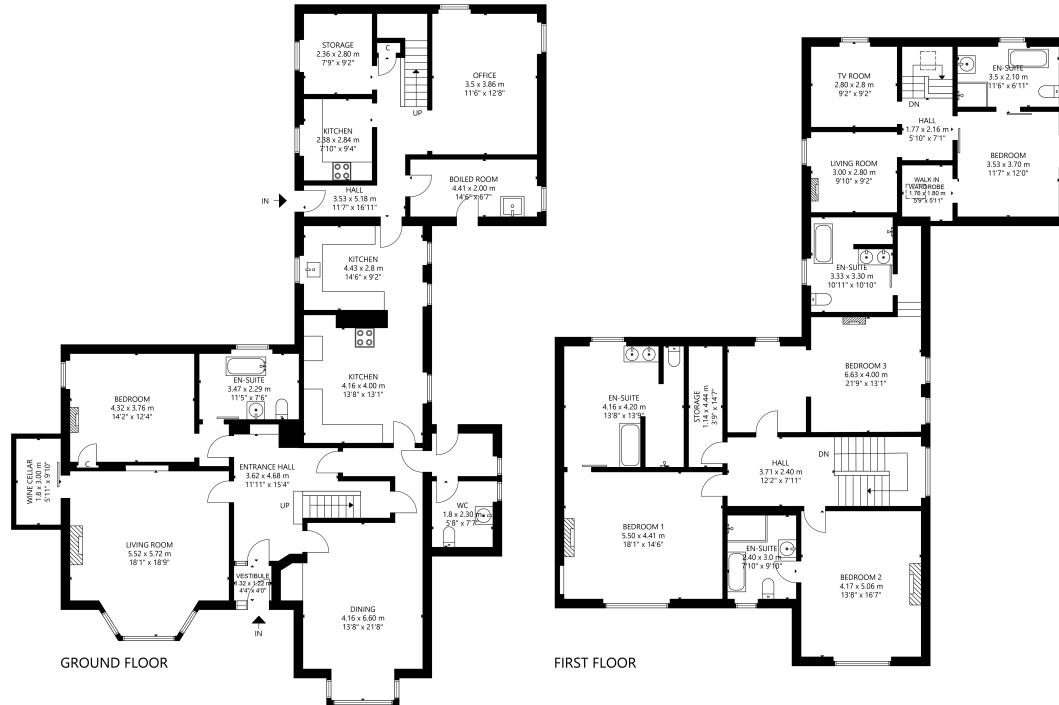 STORAGE
2.36 x 2.80 m
7'9" x 9'2"
C
OFFICE
3.5 x 3.86 m
11'6" x 12'8"
UP
KITCHEN
2.38 x 2.84 m
7'10" x 9'4"
BOILED ROOM
4.41 x 2.00 m
14'6" x 6'7"
HALL
3.53 x 5.18 m
11'7" x 16'11"
IN
KITCHEN
4.43 x 2.8 m
14'6" x 9'2"
KITCHEN
4.16 x 4.00 m
13'8" x 13'1"
EN-SUITE
3.47 x 2.29 m
11'5" x 7'6"
BEDROOM
4.32 x 3.76 m
14'2" x 12'4"
C
WINE CELLAR
1.8 x 3.00 m
5'11" x 9'10"
ENTRANCE HALL
3.62 x 4.68 m
11'11" x 15'4"
UP
WC
1.8 x 2.30 m
5'8" x 7'7"
LIVING ROOM
5.52 x 5.72 m
18'1" x 18'9"
VESTIBULE
1.32 x 1.22 m
4'4" x 4'0"
IN
DINING
4.16 x 6.60 m
13'8" x 21'8"
GROUND FLOOR
TV ROOM
2.80 x 2.8 m
9'2" x 9'2"
DN
EN-SUITE
3.5 x 2.10 m
11'6" x 6'11"
HALL
1.77 x 2.16 m
5'10" x 7'1"
LIVING ROOM
3.00 x 2.80 m
9'10" x 9'2"
BEDROOM
3.53 x 3.70 m
11'7" x 12'0"
WALK IN
WARDROBE
1.76 x 1.80 m
5'9" x 5'11"
EN-SUITE
3.33 x 3.30 m
10'11" x 10'10"
BEDROOM 3
6.63 x 4.00 m
21'9" x 13'1"
EN-SUITE
4.16 x 4.20 m
13'8" x 13'9"
STORAGE
1.14 x 4.44 m
3'9" x 14'7"
HALL
3.71 x 2.40 m
12'2" x 7'11"
DN
BEDROOM 1
5.50 x 4.41 m
18'1" x 14'6"
EN-SUITE
2.40 x 3.0 m
7'10" x 9'10"
BEDROOM 2
4.17 x 5.06 m
13'8" x 16'7"
FIRST FLOOR